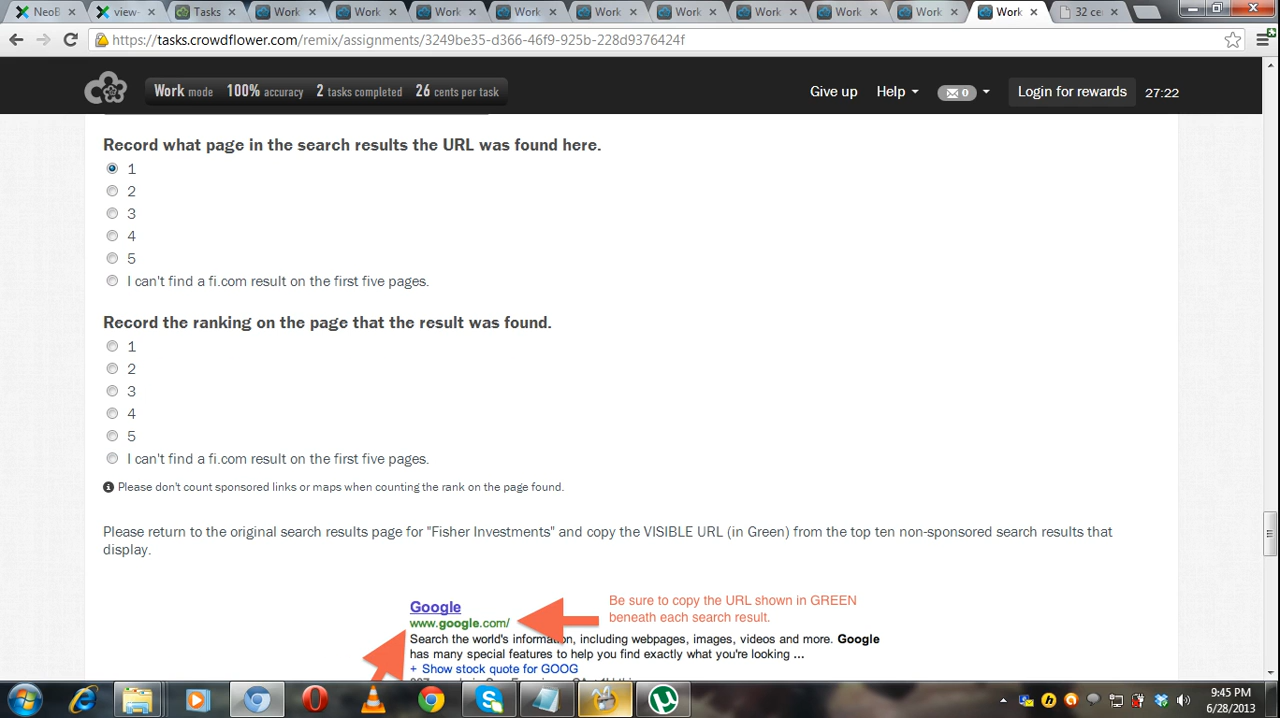 NeoB
view-
Tasks
Work
Work
Work
Work
Work
Work
Work
Work
Work
Work
32 ce
https://tasks.crowdflower.com/remix/assignments/3249be35-d366-46f9-925b-228d9376424f
Work mode 100% accuracy 2 tasks completed 26 cents per task
Give up Help 0 Login for rewards 27:22
Record what page in the search results the URL was found here.
1
2
3
4
5
I can't find a fi.com result on the first five pages.
Record the ranking on the page that the result was found.
1
2
3
4
5
I can't find a fi.com result on the first five pages.
Please don't count sponsored links or maps when counting the rank on the page found.
Please return to the original search results page for "Fisher Investments" and copy the VISIBLE URL (in Green) from the top ten non-sponsored search results that
display.
Google
www.google.com/
Be sure to copy the URL shown in GREEN
beneath each search result.
Search the world's information, including webpages, images, videos and more. Google
has many special features to help you find exactly what you're looking ...
+ Show stock quote for GOOG
9:45 PM
6/28/2013